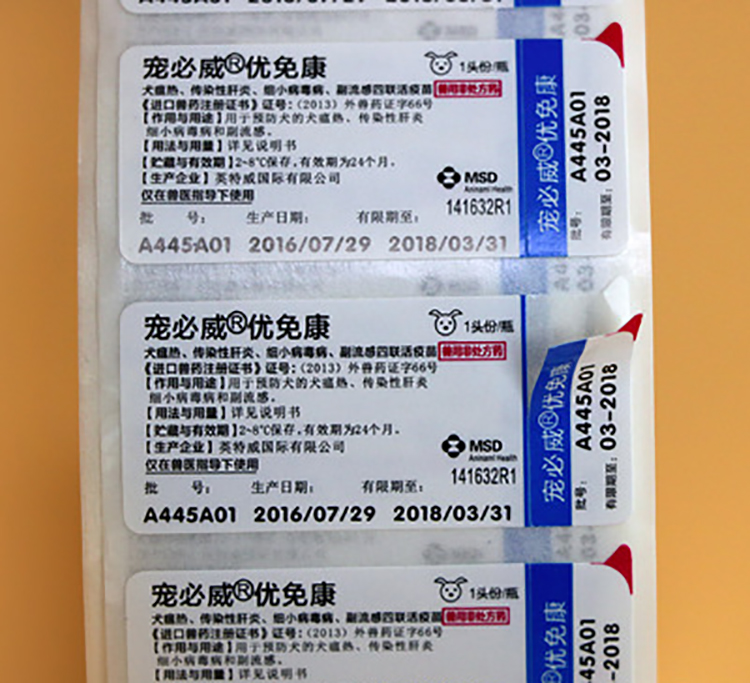 宠必威®优免康
1头份/瓶
犬瘟热、传染性肝炎、细小病毒病、副流感四联活疫苗 兽用非处方药
《进口兽药注册证书》证号:（2013）外兽药证字66号
【作用与用途】用于预防犬的犬瘟热、传染性肝炎
细小病毒病和副流感。
【用法与用量】详见说明书
【贮藏与有效期】2~8℃保存,有效期为24个月。
【生产企业】英特威国际有限公司
MSD
Aninami Health
仅在兽医指导下使用
141632R1
批 号: 生产日期: 有限期至:
A445A01 2016/07/29 2018/03/31
宠必威®优免康
批号: A445A01
有限期至: 03-2018
宠必威®优免康
1头份/瓶
犬瘟热、传染性肝炎、细小病毒病、副流感四联活疫苗 兽用非处方药
《进口兽药注册证书》证号:（2013）外兽药证字66号
【作用与用途】用于预防犬的犬瘟热、传染性肝炎
细小病毒病和副流感。
【用法与用量】详见说明书
【贮藏与有效期】2~8℃保存,有效期为24个月。
【生产企业】英特威国际有限公司
MSD
Aninami Health
仅在兽医指导下使用
141632R1
批 号: 生产日期: 有限期至:
A445A01 2016/07/29 2018/03/31
宠必威®优免康
批号: A445A01
有限期至: 03-2018
宠必威®优免康
1头份/瓶
犬瘟热、传染性肝炎、细小病毒病、副流感四联活疫苗 兽用非处方药
《进口兽药注册证书》证号:（2013）外兽药证字66号
【作用与用途】用于预防犬的犬瘟热、传染性肝炎
细小病毒病和副流感。
【用法与用量】详见说明书
优免康
45A01
-2018